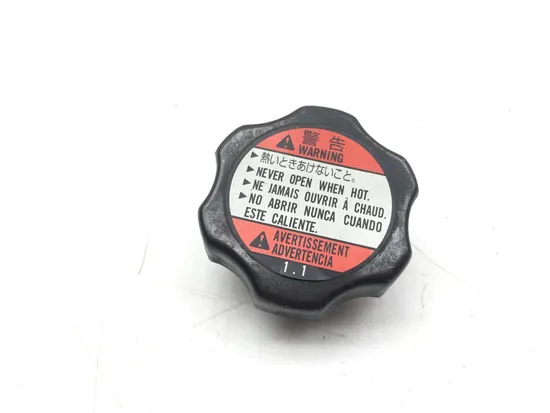 警告
⚠ WARNING
▶熱いときあけないこと。
▶NEVER OPEN WHEN HOT.
▶NE JAMAIS OUVRIR À CHAUD.
▶NO ABRIR NUNCA CUANDO
ESTE CALIENTE.
⚠ AVERTISSEMENT
ADVERTENCIA
1.1